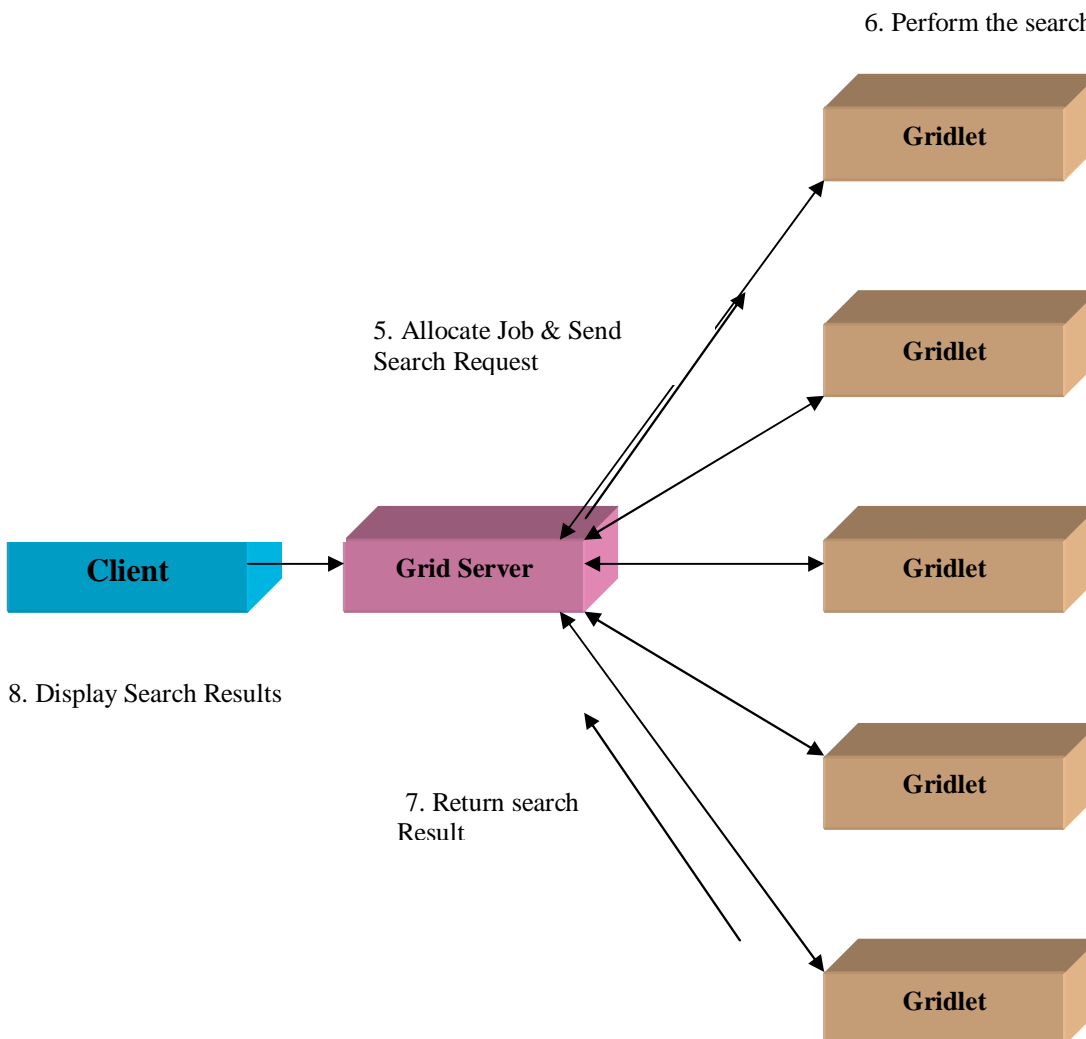 6. Perform the search
Gridlet
5. Allocate Job & Send
Search Request
Gridlet
Client
Grid Server
Gridlet
8. Display Search Results
Gridlet
7. Return search
Result
Gridlet